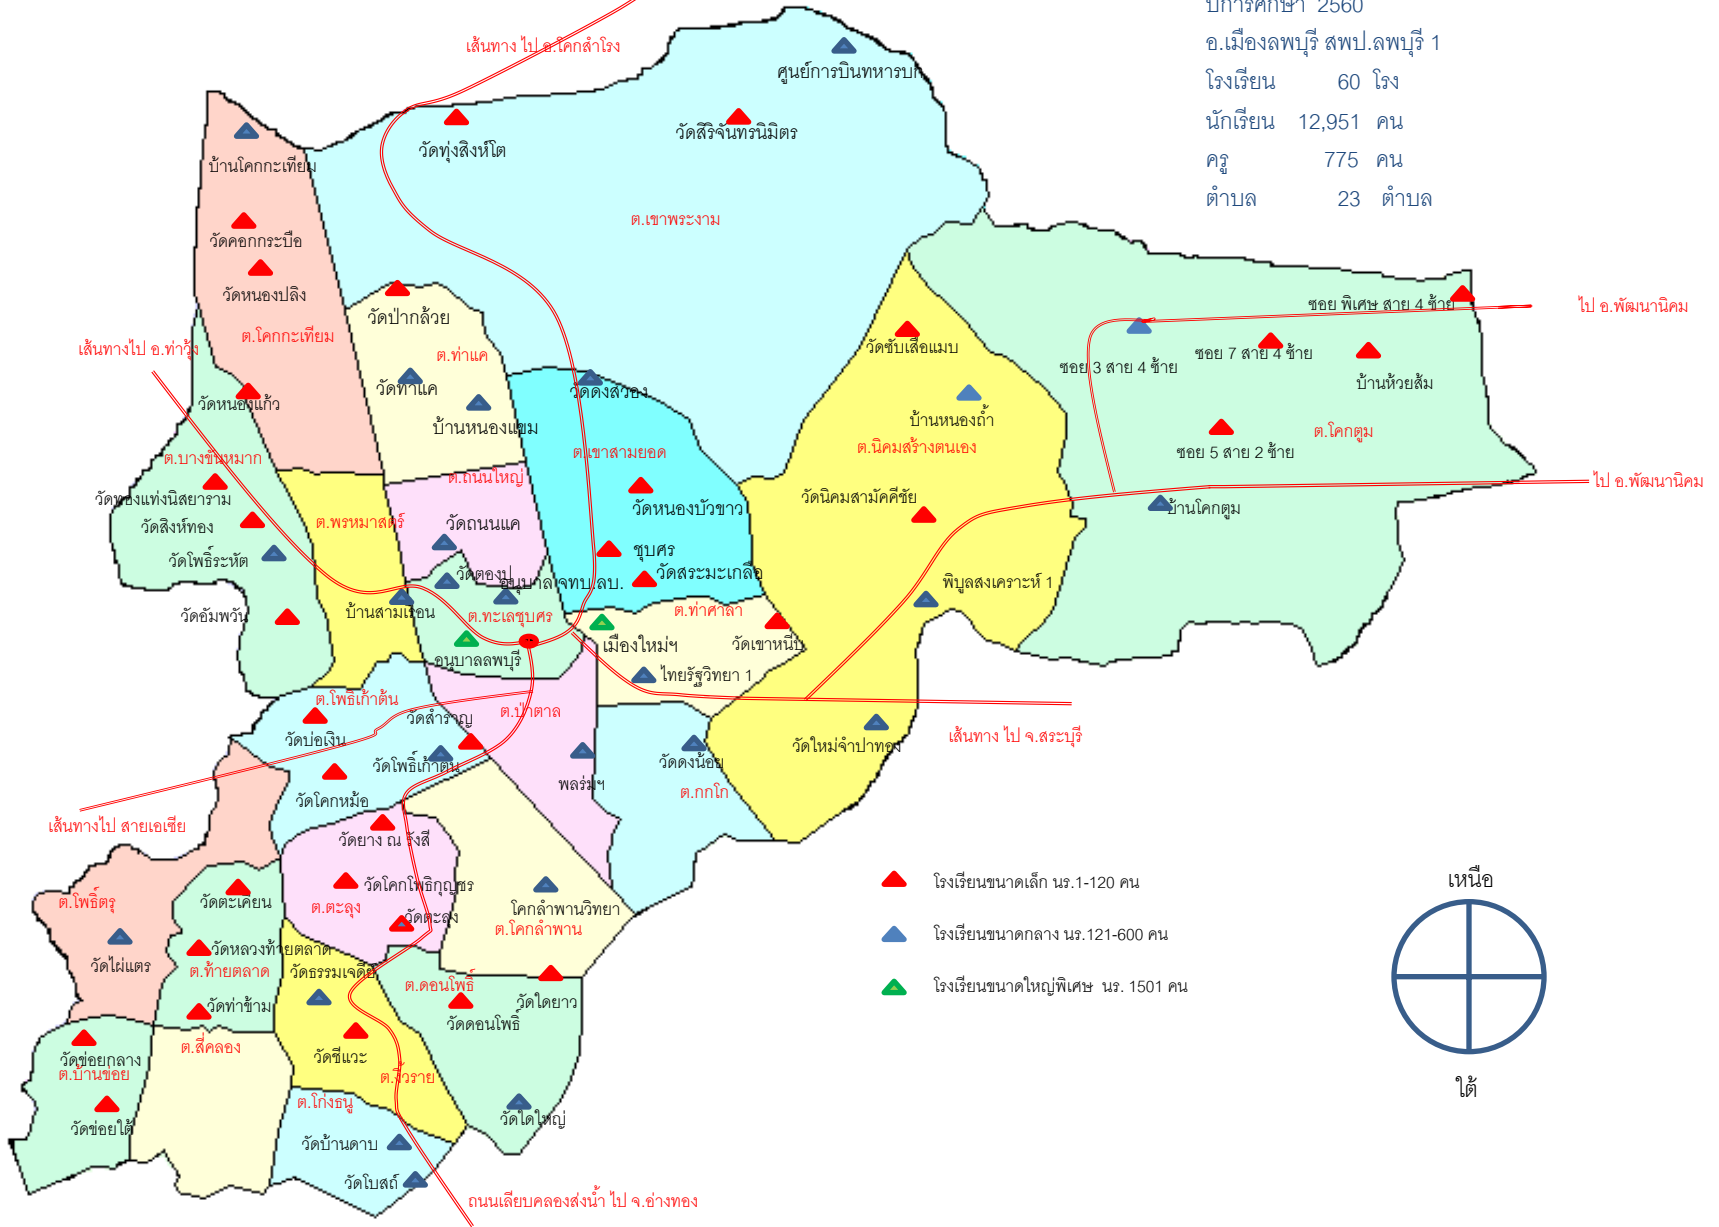 ปีการศึกษา 2560
อ.เมืองลพบุรี สพป.ลพบุรี 1
โรงเรียน 60 โรง
นักเรียน 12,951 คน
ครู 775 คน
ตำบล 23 ตำบล
เส้นทาง ไป อ.โคกสำโรง
ศูนย์การบินทหารบก
วัดทุ่งสิงห์โต
วัดสิริจันทรนิมิตร
บ้านโคกกะเทียม
ต.เขาพระงาม
วัดคอกกระบือ
วัดหนองปลิง
วัดป่ากล้วย
ต.โคกกะเทียม
เส้นทางไป อ.ท่าวุ้ง
ต.ท่าแค
วัดท่าแค
วัดดงสวอง
วัดซับเสือแมบ
ซอย พิเศษ สาย 4 ซ้าย
ไป อ.พัฒนานิคม
ซอย 3 สาย 4 ซ้าย
ซอย 7 สาย 4 ซ้าย
บ้านห้วยส้ม
วัดหนองแก้ว
บ้านหนองแขม
บ้านหนองถ้ำ
ต.เขาสามยอด
ต.นิคมสร้างตนเอง
ซอย 5 สาย 2 ซ้าย
ต.โคกตูม
ต.บางขันหมาก
ต.ถนนใหญ่
วัดทองแท่งนิสยาราม
วัดสิงห์ทอง
ต.พรหมาสตร์
วัดถนนแค
วัดหนองบัวขาว
วัดนิคมสามัคคีชัย
บ้านโคกตูม
ไป อ.พัฒนานิคม
วัดโพธิ์ระหัต
ชุบศร
วัดสระมะเกลือ
วัดตองปุ
อนุบาลจทบ.ลบ.
พิบูลสงเคราะห์ 1
วัดอัมพวัน
บ้านสามเรือน
ต.ทะเลชุบศร
ต.ท่าศาลา
เมืองใหม่ฯ
วัดเขาหนีบ
อนุบาลลพบุรี
ไทยรัฐวิทยา 1
ต.โพธิ์เก้าต้น
วัดสำราญ
ต.ป่าตาล
วัดบ่อเงิน
วัดโพธิ์เก้าต้น
วัดดงน้อย
วัดใหม่จำปาทอง
เส้นทาง ไป จ.สระบุรี
พลร่มฯ
ต.กกโก
วัดโคกหม้อ
เส้นทางไป สายเอเซีย
วัดยาง ณ รังสี
วัดโคกโพธิกุญชร
ต.ตะลุง
วัดตะลุง
โคกลำพานวิทยา
ต.โคกลำพาน
ต.โพธิ์ตรุ
วัดตะเคียน
วัดไผ่แตร
วัดหลวงท้ายตลาด
ต.ท้ายตลาด
วัดธรรมเจดีย์
ต.ดอนโพธิ์
วัดดอนโพธิ์
วัดไดยาว
วัดท่าข้าม
วัดข่อยกลาง
ต.บ้านข่อย
ต.สี่คลอง
วัดชีแวะ
ต.งิ้วราย
วัดข่อยใต้
ต.โก่งธนู
วัดไดใหญ่
วัดบ้านดาบ
วัดโบสถ์
ถนนเลียบคลองส่งน้ำ ไป จ.อ่างทอง
โรงเรียนขนาดเล็ก นร.1-120 คน
โรงเรียนขนาดกลาง นร.121-600 คน
โรงเรียนขนาดใหญ่พิเศษ นร. 1501 คน
เหนือ
ใต้